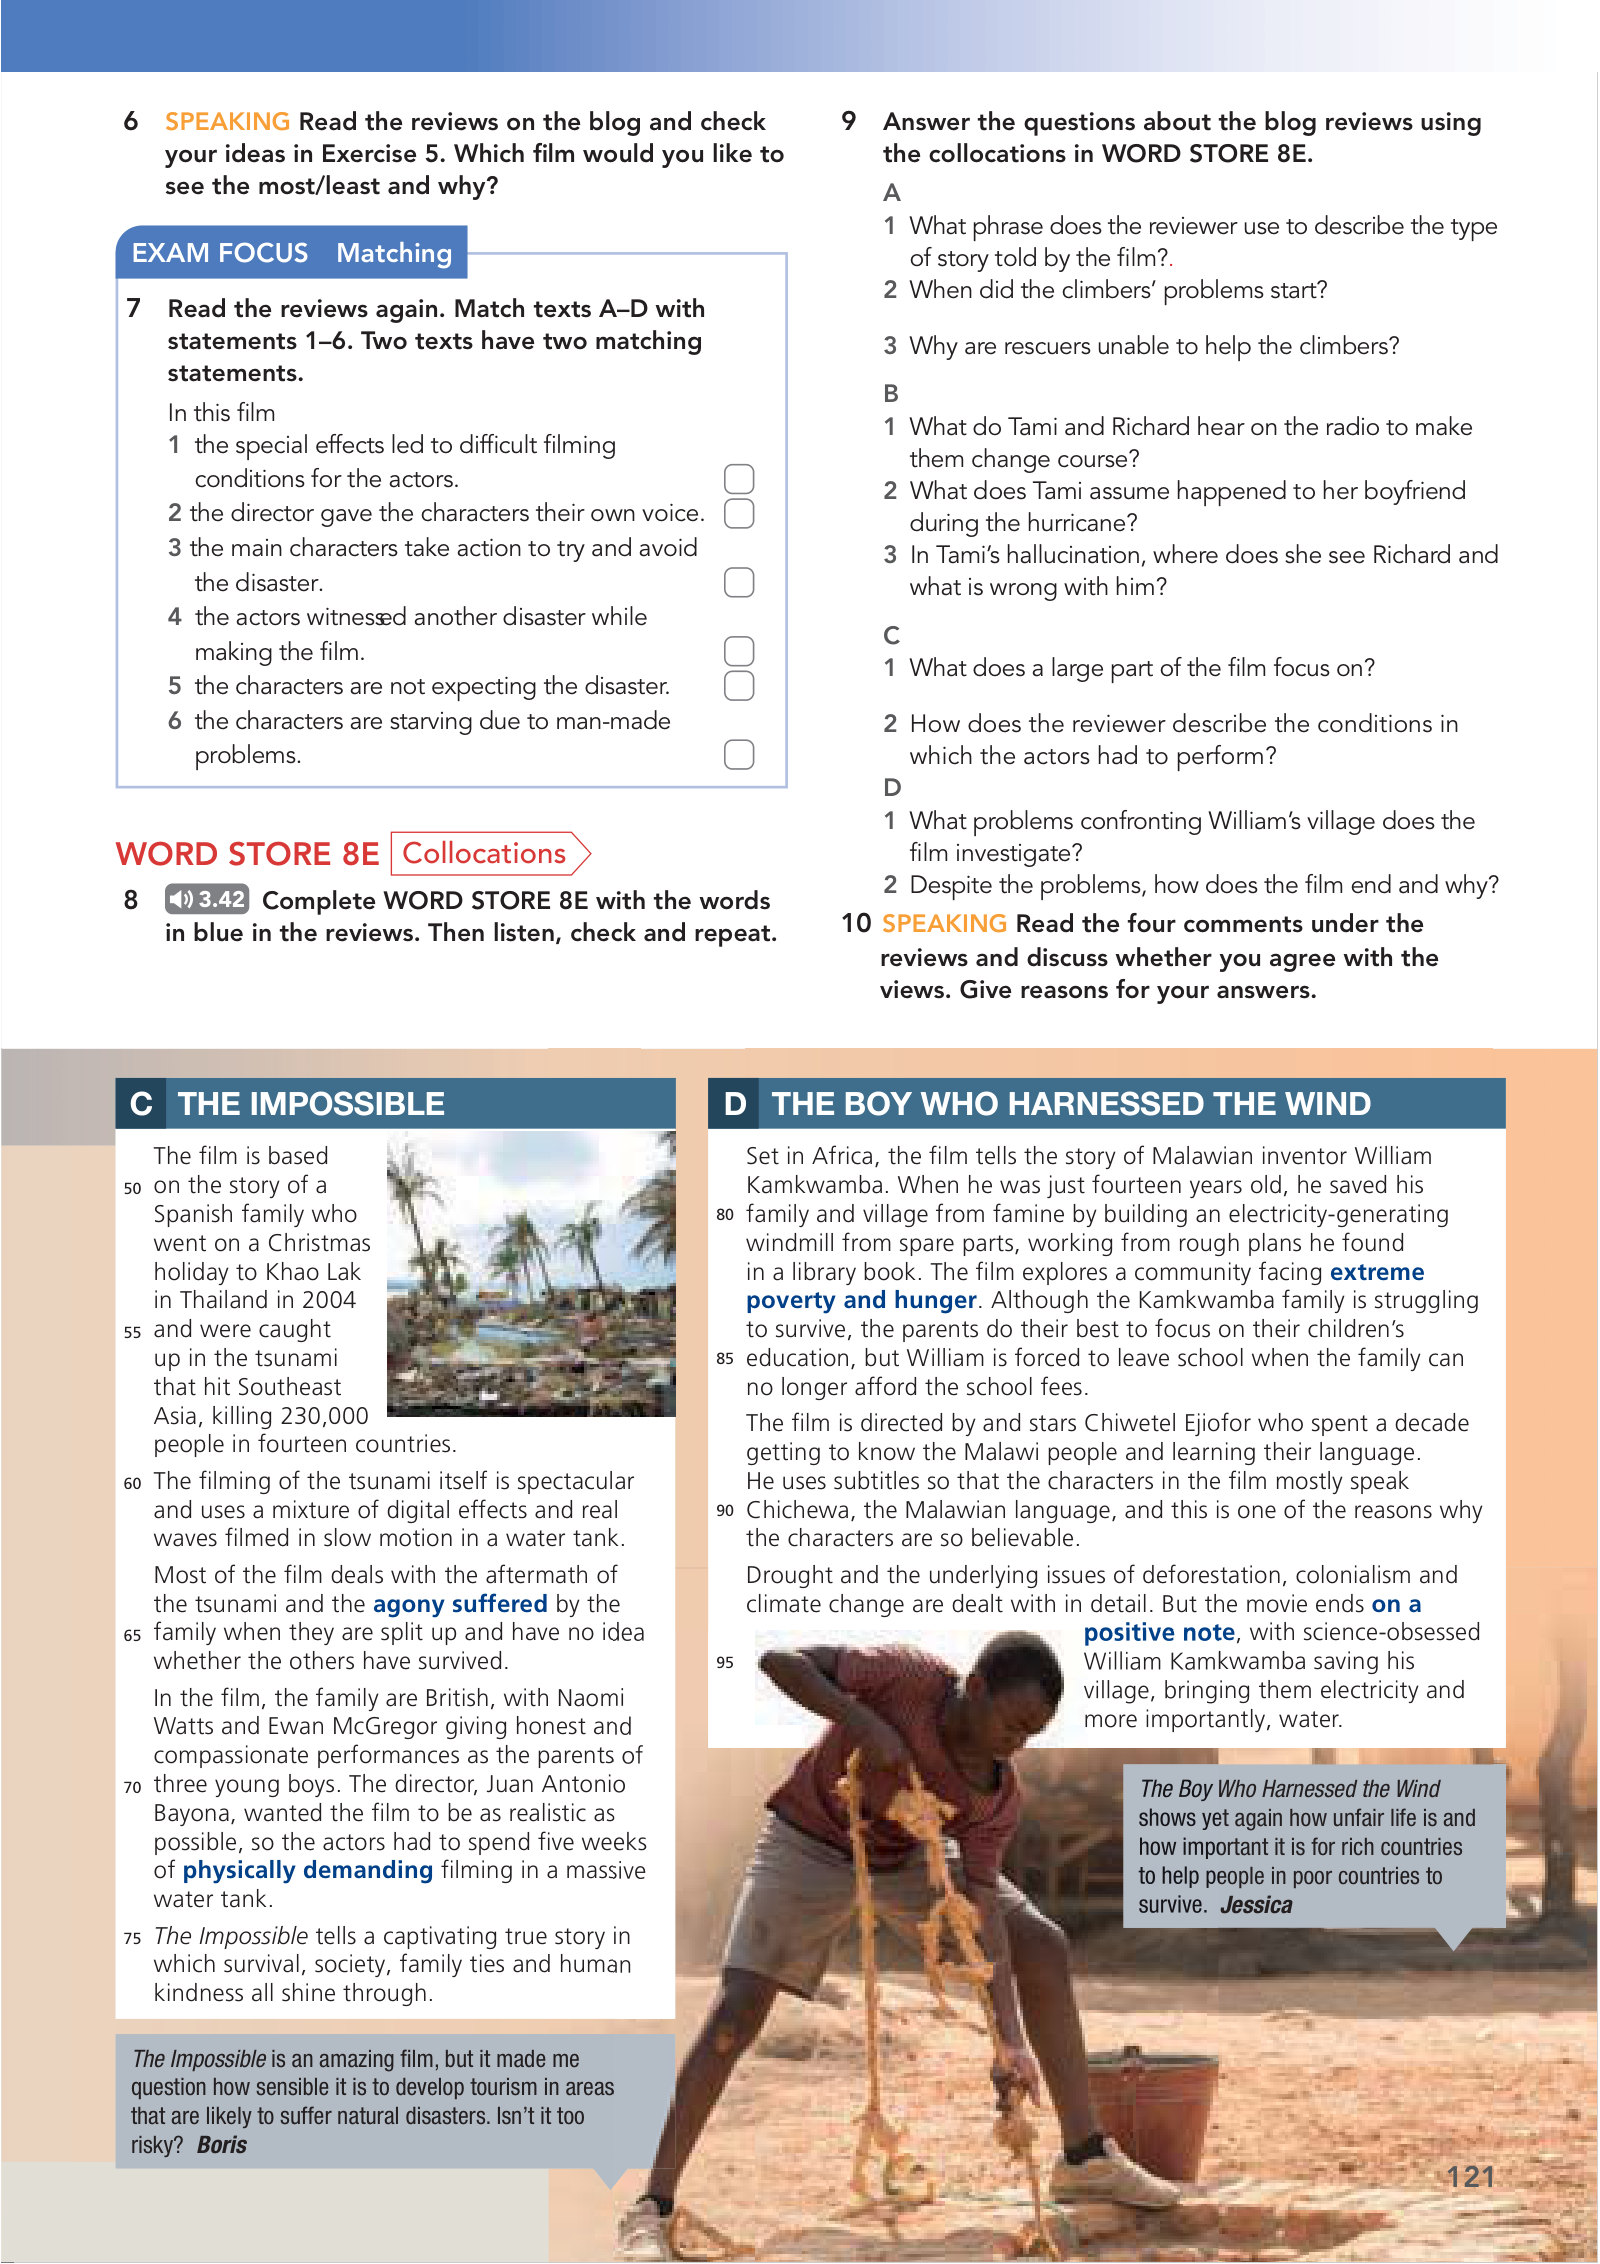 6 SPEAKING Read the reviews on the blog and check
your ideas in Exercise 5. Which film would you like to
see the most/least and why?
EXAM FOCUS Matching
7 Read the reviews again. Match texts A–D with
statements 1–6. Two texts have two matching
statements.
In this film
1 the special effects led to difficult filming
conditions for the actors.
2 the director gave the characters their own voice.
3 the main characters take action to try and avoid
the disaster.
4 the actors witnessed another disaster while
making the film.
5 the characters are not expecting the disaster.
6 the characters are starving due to man-made
problems.
WORD STORE 8E Collocations
8 3.42 Complete WORD STORE 8E with the words
in blue in the reviews. Then listen, check and repeat.
9 Answer the questions about the blog reviews using
the collocations in WORD STORE 8E.
A
1 What phrase does the reviewer use to describe the type
of story told by the film?.
2 When did the climbers' problems start?
3 Why are rescuers unable to help the climbers?
B
1 What do Tami and Richard hear on the radio to make
them change course?
2 What does Tami assume happened to her boyfriend
during the hurricane?
3 In Tami's hallucination, where does she see Richard and
what is wrong with him?
C
1 What does a large part of the film focus on?
2 How does the reviewer describe the conditions in
which the actors had to perform?
D
1 What problems confronting William's village does the
film investigate?
2 Despite the problems, how does the film end and why?
10 SPEAKING Read the four comments under the
reviews and discuss whether you agree with the
views. Give reasons for your answers.
C THE IMPOSSIBLE
The film is based
50 on the story of a
Spanish family who
went on a Christmas
holiday to Khao Lak
in Thailand in 2004
55 and were caught
up in the tsunami
that hit Southeast
Asia, killing 230,000
people in fourteen countries.
60 The filming of the tsunami itself is spectacular
and uses a mixture of digital effects and real
waves filmed in slow motion in a water tank.
Most of the film deals with the aftermath of
the tsunami and the agony suffered by the
65 family when they are split up and have no idea
whether the others have survived.
In the film, the family are British, with Naomi
Watts and Ewan McGregor giving honest and
compassionate performances as the parents of
70 three young boys. The director, Juan Antonio
Bayona, wanted the film to be as realistic as
possible, so the actors had to spend five weeks
of physically demanding filming in a massive
water tank.
75 The Impossible tells a captivating true story in
which survival, society, family ties and human
kindness all shine through.
The Impossible is an amazing film, but it made me
question how sensible it is to develop tourism in areas
that are likely to suffer natural disasters. Isn't it too
risky? Boris
D THE BOY WHO HARNESSED THE WIND
Set in Africa, the film tells the story of Malawian inventor William
Kamkwamba. When he was just fourteen years old, he saved his
80 family and village from famine by building an electricity-generating
windmill from spare parts, working from rough plans he found
in a library book. The film explores a community facing extreme
poverty and hunger. Although the Kamkwamba family is struggling
to survive, the parents do their best to focus on their children's
85 education, but William is forced to leave school when the family can
no longer afford the school fees.
The film is directed by and stars Chiwetel Ejiofor who spent a decade
getting to know the Malawi people and learning their language.
He uses subtitles so that the characters in the film mostly speak
90 Chichewa, the Malawian language, and this is one of the reasons why
the characters are so believable.
Drought and the underlying issues of deforestation, colonialism and
climate change are dealt with in detail. But the movie ends on a
positive note, with science-obsessed
95 William Kamkwamba saving his
village, bringing them electricity and
more importantly, water.
The Boy Who Harnessed the Wind
shows yet again how unfair life is and
how important it is for rich countries
to help people in poor countries to
survive. Jessica
121